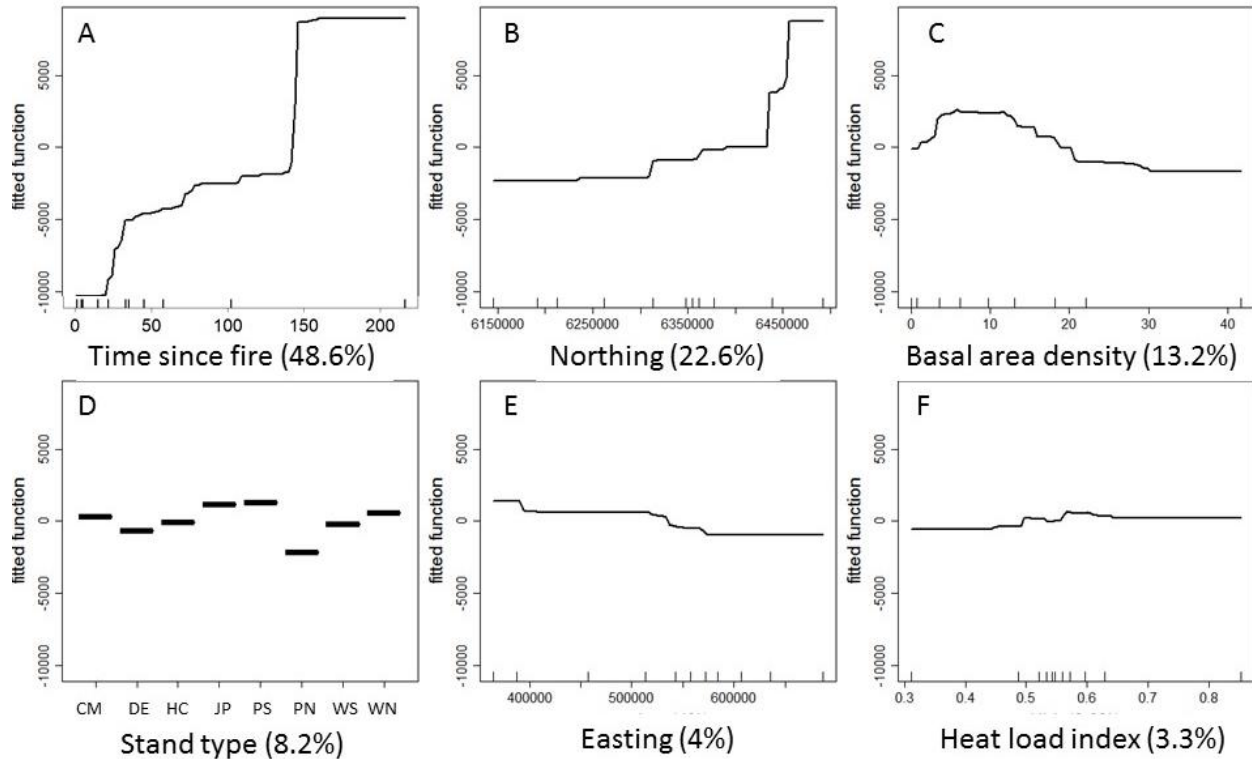 A
fitted function
5000
0
-5000
-10000
0 50 100 150 200
Time since fire (48.6%)
B
fitted function
5000
0
-5000
-10000
6150000 6250000 6350000 6450000
Northing (22.6%)
C
fitted function
5000
0
-5000
-10000
0 10 20 30 40
Basal area density (13.2%)
D
fitted function
5000
0
-5000
-10000
CM DE HC JP PS PN WS WN
Stand type (8.2%)
E
fitted function
5000
0
-5000
-10000
400000 500000 600000
Easting (4%)
F
fitted function
5000
0
-5000
-10000
0.3 0.4 0.5 0.6 0.7 0.8
Heat load index (3.3%)